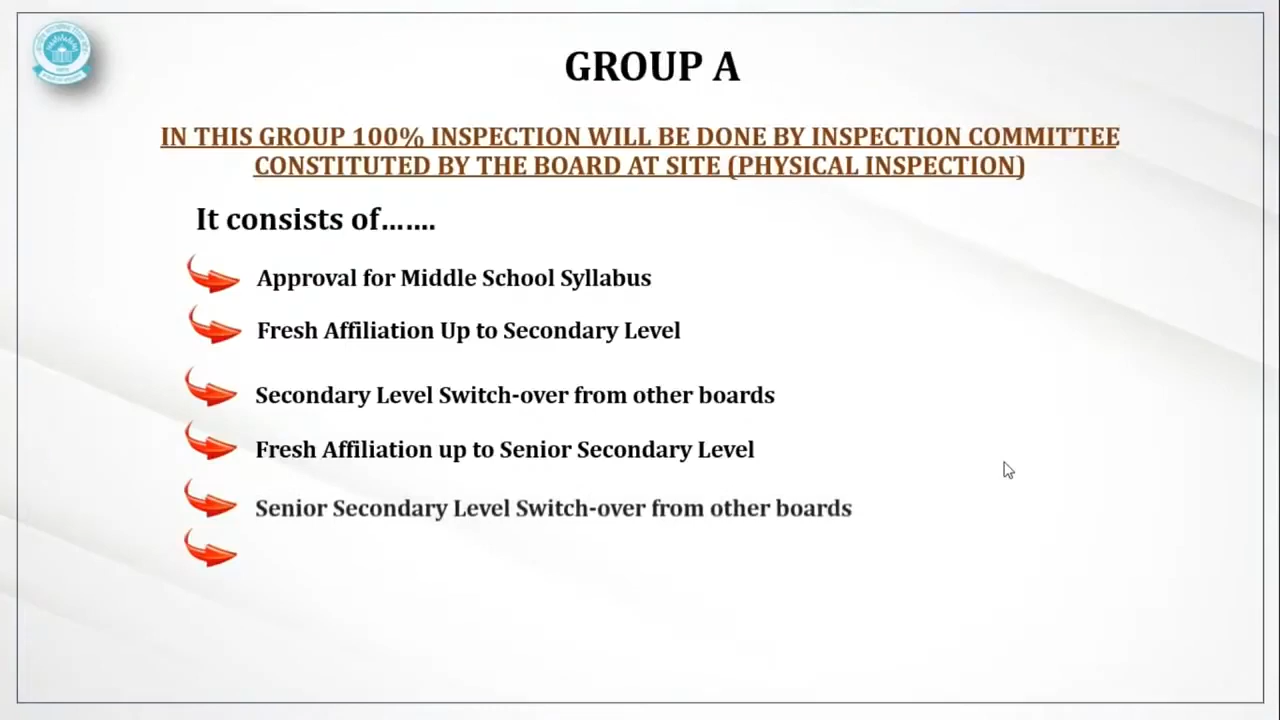 GROUP A
IN THIS GROUP 100% INSPECTION WILL BE DONE BY INSPECTION COMMITTEE
CONSTITUTED BY THE BOARD AT SITE (PHYSICAL INSPECTION)
It consists of…….
Approval for Middle School Syllabus
Fresh Affiliation Up to Secondary Level
Secondary Level Switch-over from other boards
Fresh Affiliation up to Senior Secondary Level
Senior Secondary Level Switch-over from other boards